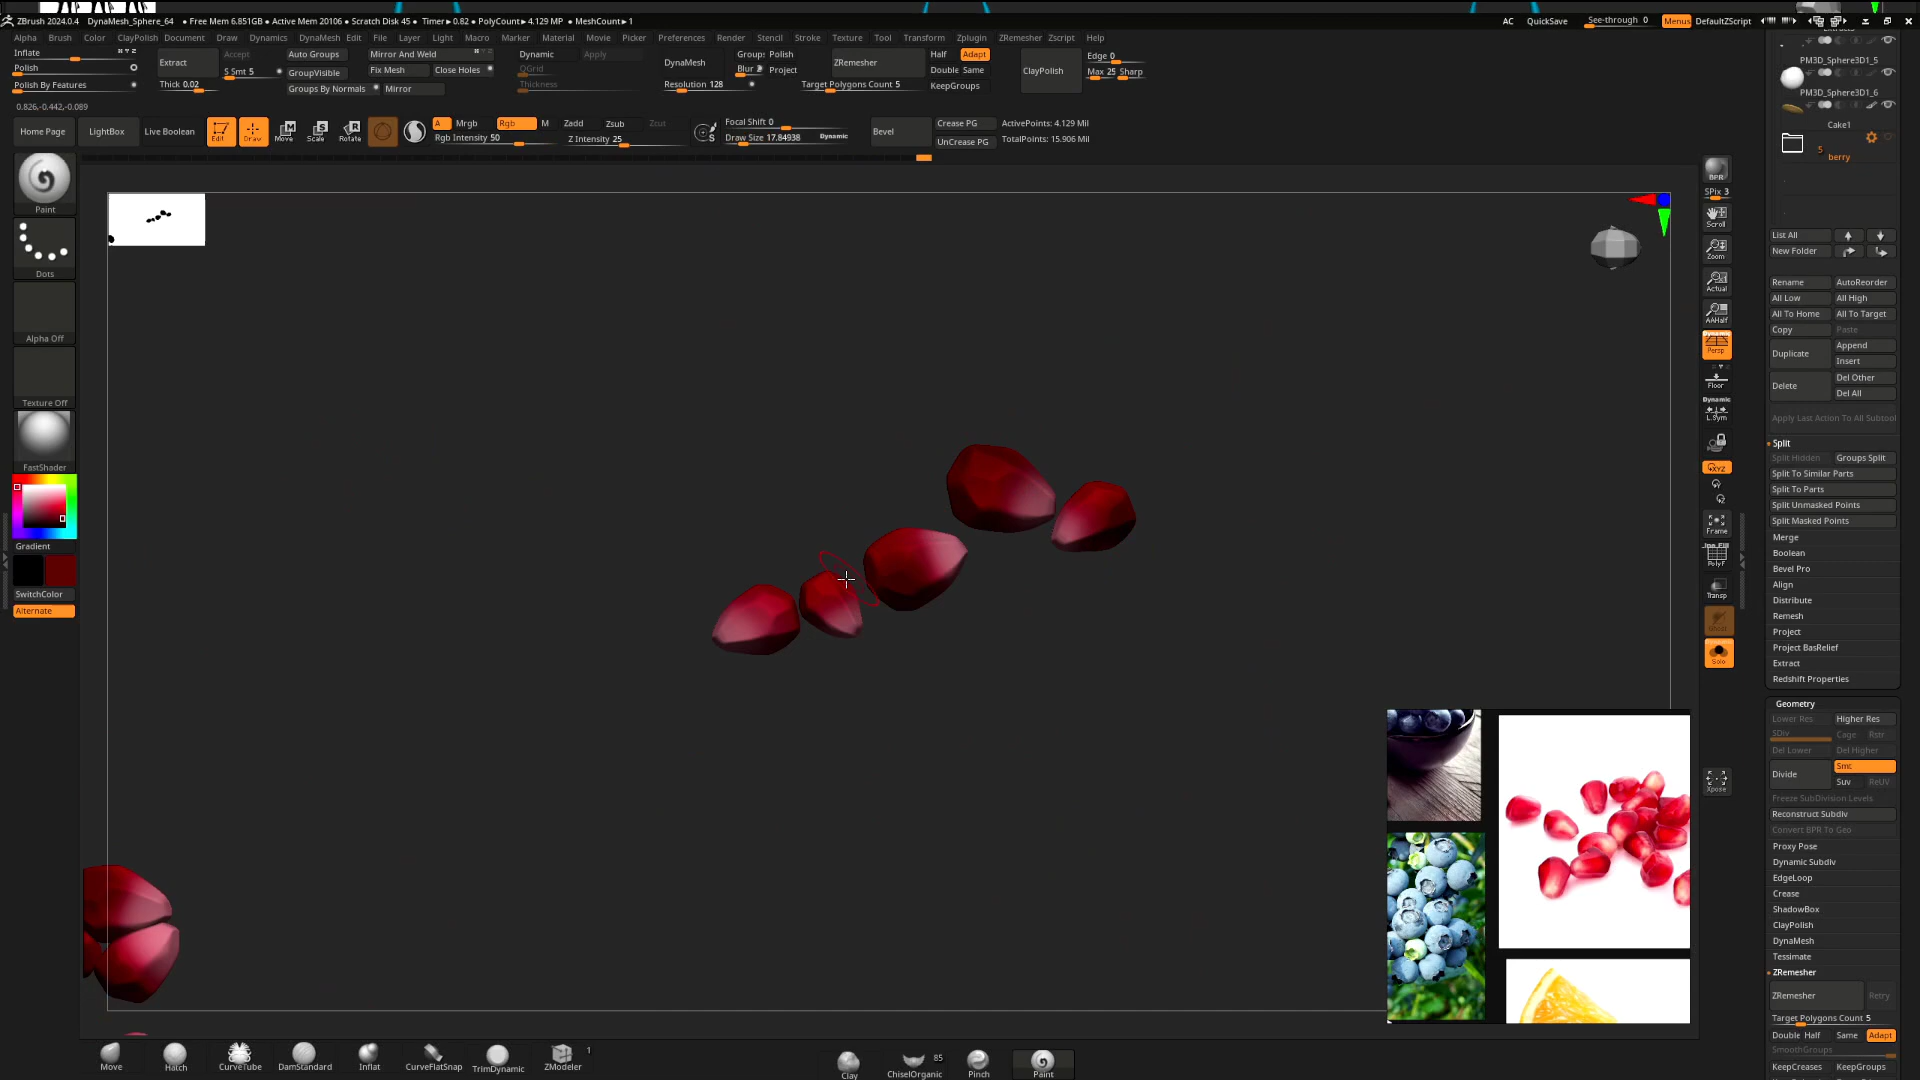 ZBrush 2024.0.4 DynaMesh_Sphere_64 • Free Mem 6.851GB • Active Mem 20106 • Scratch Disk 45 • Timer▸0.82 • PolyCount▸4.129 MP • MeshCount▸1
AC QuickSave See-through 0 Menus DefaultZScript
Alpha Brush Color ClayPolish Document Draw Dynamics DynaMesh Edit File Layer Light Macro Marker Material Movie Picker Preferences Render Stencil Stroke Texture Tool Transform Zplugin ZRemesher Zscript Help
Inflate
Polish
Polish By Features
Extract
Accept
S Smt 5
Thick 0.02
Auto Groups
GroupVisible
Groups By Normals
Mirror And Weld
Fix Mesh Close Holes
Mirror
Dynamic Apply
QGrid
Thickness
DynaMesh
Resolution 128
Groups Polish
Blur 2 Project
ZRemesher
Target Polygons Count 5
Half Adapt
Double Same
KeepGroups
ClayPolish
Edge 0
Max 25 Sharp
0.826,-0.442,-0.089
Home Page LightBox Live Boolean
Edit Draw Move Scale Rotate
A Mrgb Rgb M
Rgb Intensity 50
Zadd Zsub Zcut
Z Intensity 25
Focal Shift 0
Draw Size 17.84938 Dynamic
Bevel
Crease PG
UnCrease PG
ActivePoints: 4.129 Mil
TotalPoints: 15.906 Mil
Paint
Dots
Alpha Off
Texture Off
FastShader
Gradient
SwitchColor
Alternate
BPR
SPix 3
Scroll
Zoom
Actual
AAHalf
Dynamic
Persp
Floor
Dynamic
L.Sym
XYZ
Frame
Line Fill
PolyF
Transp
Solo
Xpose
PM3D_Sphere3D1_5
PM3D_Sphere3D1_6
Cake1
5
berry
List All
New Folder
Rename AutoReorder
All Low All High
All To Home All To Target
Copy Paste
Duplicate
Append
Insert
Delete
Del Other
Del All
Apply Last Action To All Subtool
Split
Split Hidden Groups Split
Split To Similar Parts
Split To Parts
Split Unmasked Points
Split Masked Points
Merge
Boolean
Bevel Pro
Align
Distribute
Remesh
Project
Project BasRelief
Extract
Redshift Properties
Geometry
Lower Res Higher Res
SDiv Cage Rstr
Del Lower Del Higher
Divide
Smt
Suv ReUV
Freeze SubDivision Levels
Reconstruct Subdiv
Convert BPR To Geo
Proxy Pose
Dynamic Subdiv
EdgeLoop
Crease
ShadowBox
ClayPolish
DynaMesh
Tessimate
ZRemesher
ZRemesher Retry
Target Polygons Count 5
Double Half Same Adapt
SmoothGroups
KeepCreases KeepGroups
Move
Hatch
CurveTube
DamStandard
Inflat
CurveFlatSnap
TrimDynamic
ZModeler
1
Clay
ChiselOrganic
85
Pinch
Paint